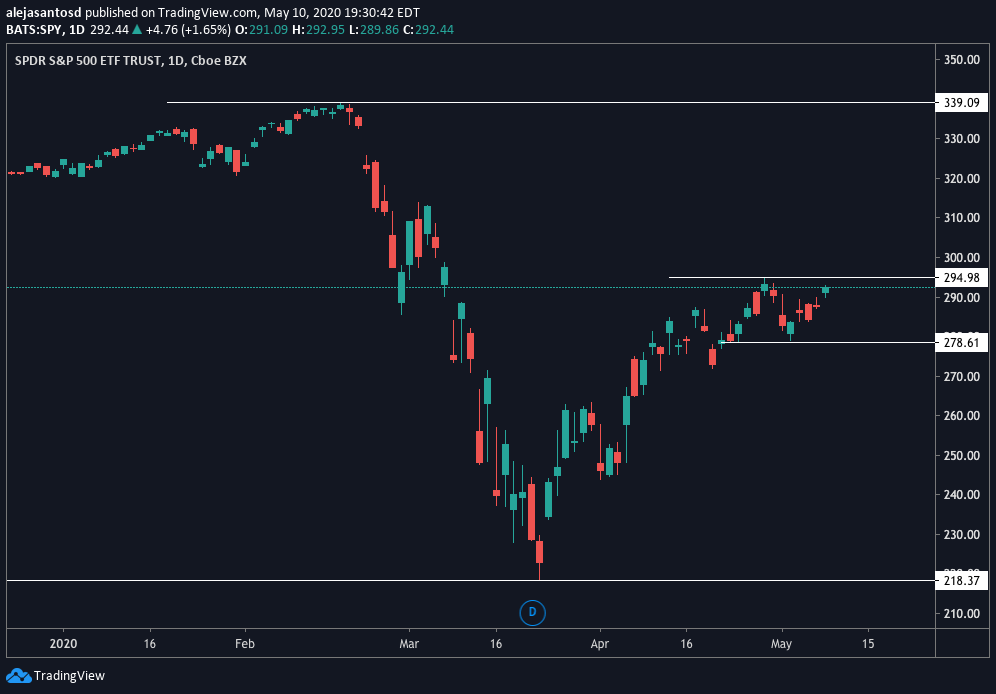 alejasantosd published on TradingView.com, May 10, 2020 19:30:42 EDT
BATS:SPY, 1D 292.44 ▲ +4.76 (+1.65%) O:291.09 H:292.95 L:289.86 C:292.44
SPDR S&P 500 ETF TRUST, 1D, Cboe BZX
350.00
339.09
330.00
320.00
310.00
300.00
294.98
290.00
278.61
270.00
260.00
250.00
240.00
230.00
218.37
210.00
D
2020 16 Feb Mar 16 Apr 16 May 15
TradingView